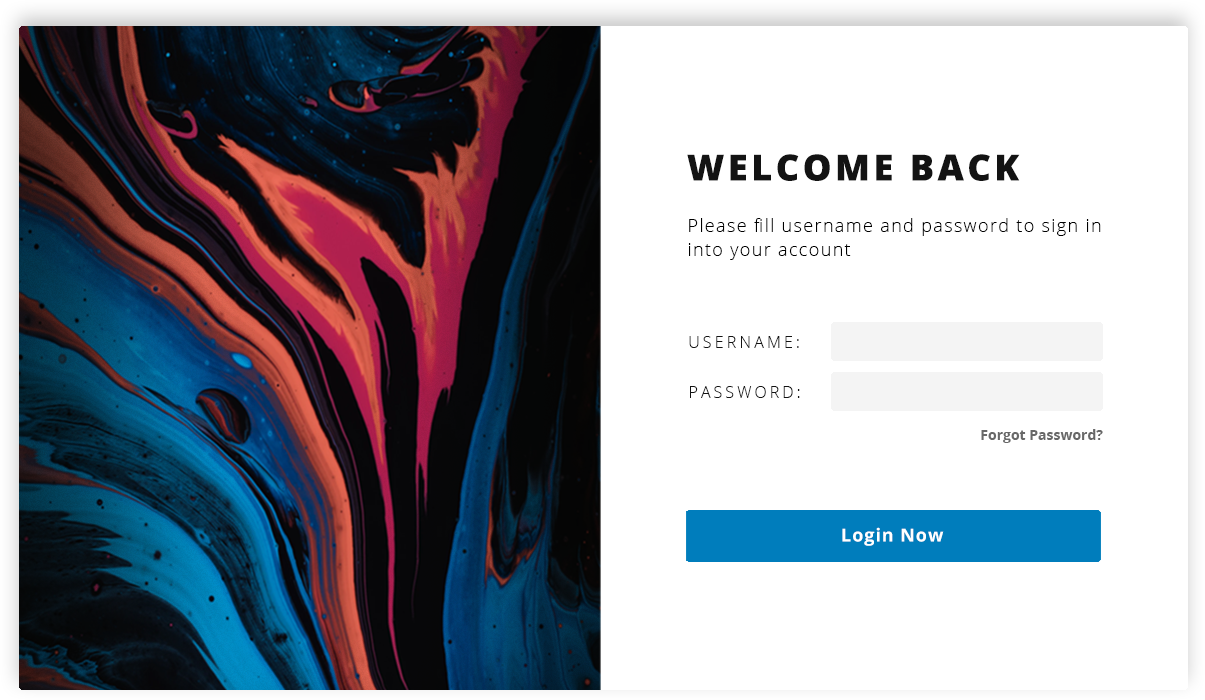 WELCOME BACK
Please fill username and password to sign in
into your account
USERNAME:
PASSWORD:
Forgot Password?
Login Now